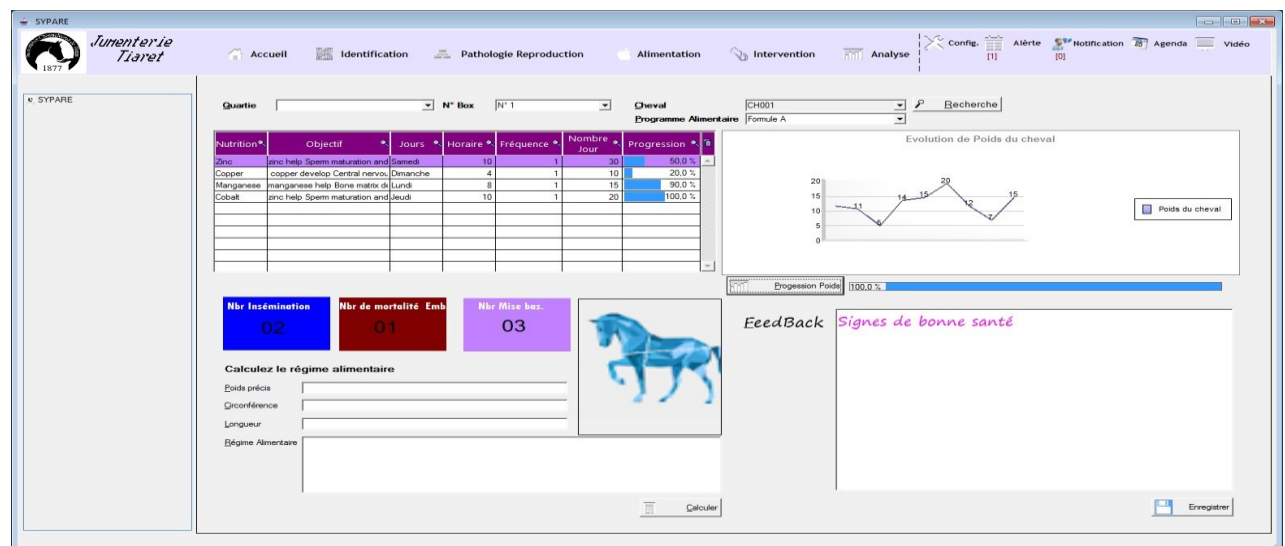 SYPARE
Jumenterie
Tiaret
1877
Accueil
Identification
Pathologie Reproduction
Alimentation
Intervention
Analyse
Config.
Alèrte
[1]
Notification
[0]
Agenda
Vidéo
SYPARE
Quartie
N° Box
N° 1
Cheval
CH001
Recherche
Programme Alimentaire
Formule A
Nutrition Objectif Jours Horaire Fréquence Nombre Jour Progression
Zinc zinc help Sperm maturation and Samedi 10 1 30 50,0 %
Copper copper develop Central nervou Dimanche 4 1 10 20,0 %
Manganese manganese help Bone matrix de Lundi 8 1 15 90,0 %
Cobalt zinc help Sperm maturation and Jeudi 10 1 20 100,0 %
Evolution de Poids du cheval
20
15
10
5
0
11
5
14
15
20
12
7
15
Poids du cheval
Progession Poids
100,0 %
Nbr Insémination
02
Nbr de mortalité Emb
01
Nbr Mise bas.
03
EeedBack
Signes de bonne santé
Calculez le régime alimentaire
Poids précis
Circonférence
Longueur
Régime Alimentaire
Calculer
Enregistrer